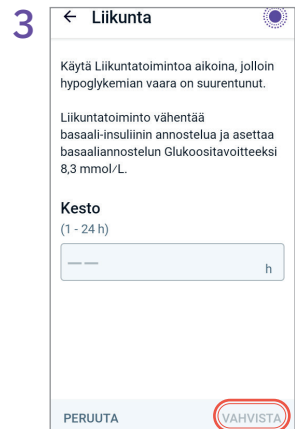 3
← Liikunta
Käytä Liikuntatoimintoa aikoina, jolloin
hypoglykemian vaara on suurentunut.
Liikuntatoiminto vähentää
basaali-insuliinin annostelua ja asettaa
basaaliannostelun Glukoositavoitteeksi
8,3 mmol/L.
Kesto
(1 - 24 h)
—— h
PERUUTA VAHVISTA